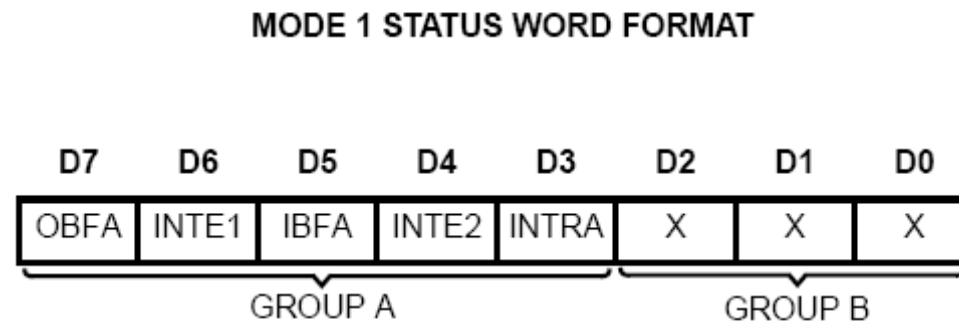 MODE 1 STATUS WORD FORMAT
D7 D6 D5 D4 D3 D2 D1 D0
OBFA INTE1 IBFA INTE2 INTRA X X X
GROUP A GROUP B